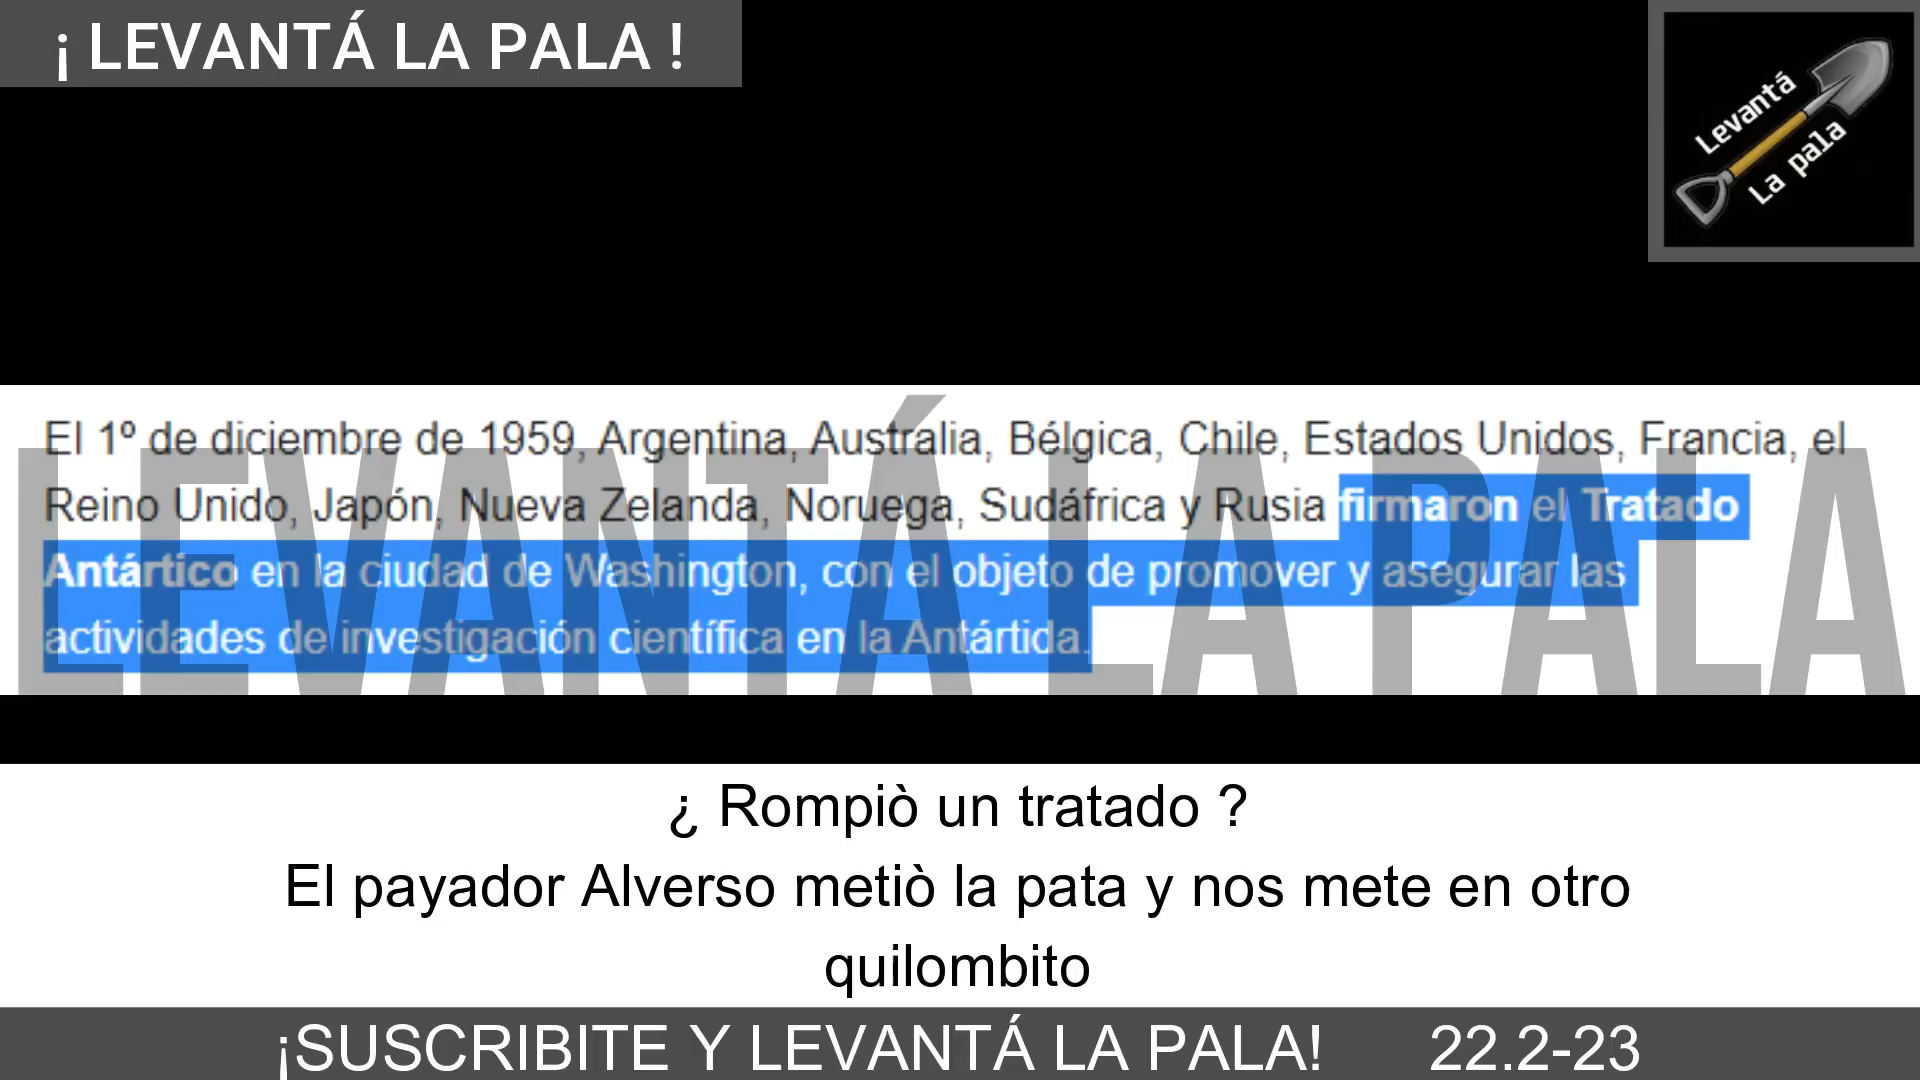 ¡ LEVANTÁ LA PALA !
Levantá
La pala
El 1º de diciembre de 1959, Argentina, Australia, Bélgica, Chile, Estados Unidos, Francia, el
Reino Unido, Japón, Nueva Zelanda, Noruega, Sudáfrica y Rusia firmaron el Tratado
Antártico en la ciudad de Washington, con el objeto de promover y asegurar las
actividades de investigación científica en la Antártida.
LEVANTÁ LA PALA
¿ Rompiò un tratado ?
El payador Alverso metiò la pata y nos mete en otro
quilombito
¡SUSCRIBITE Y LEVANTÁ LA PALA! 22.2-23